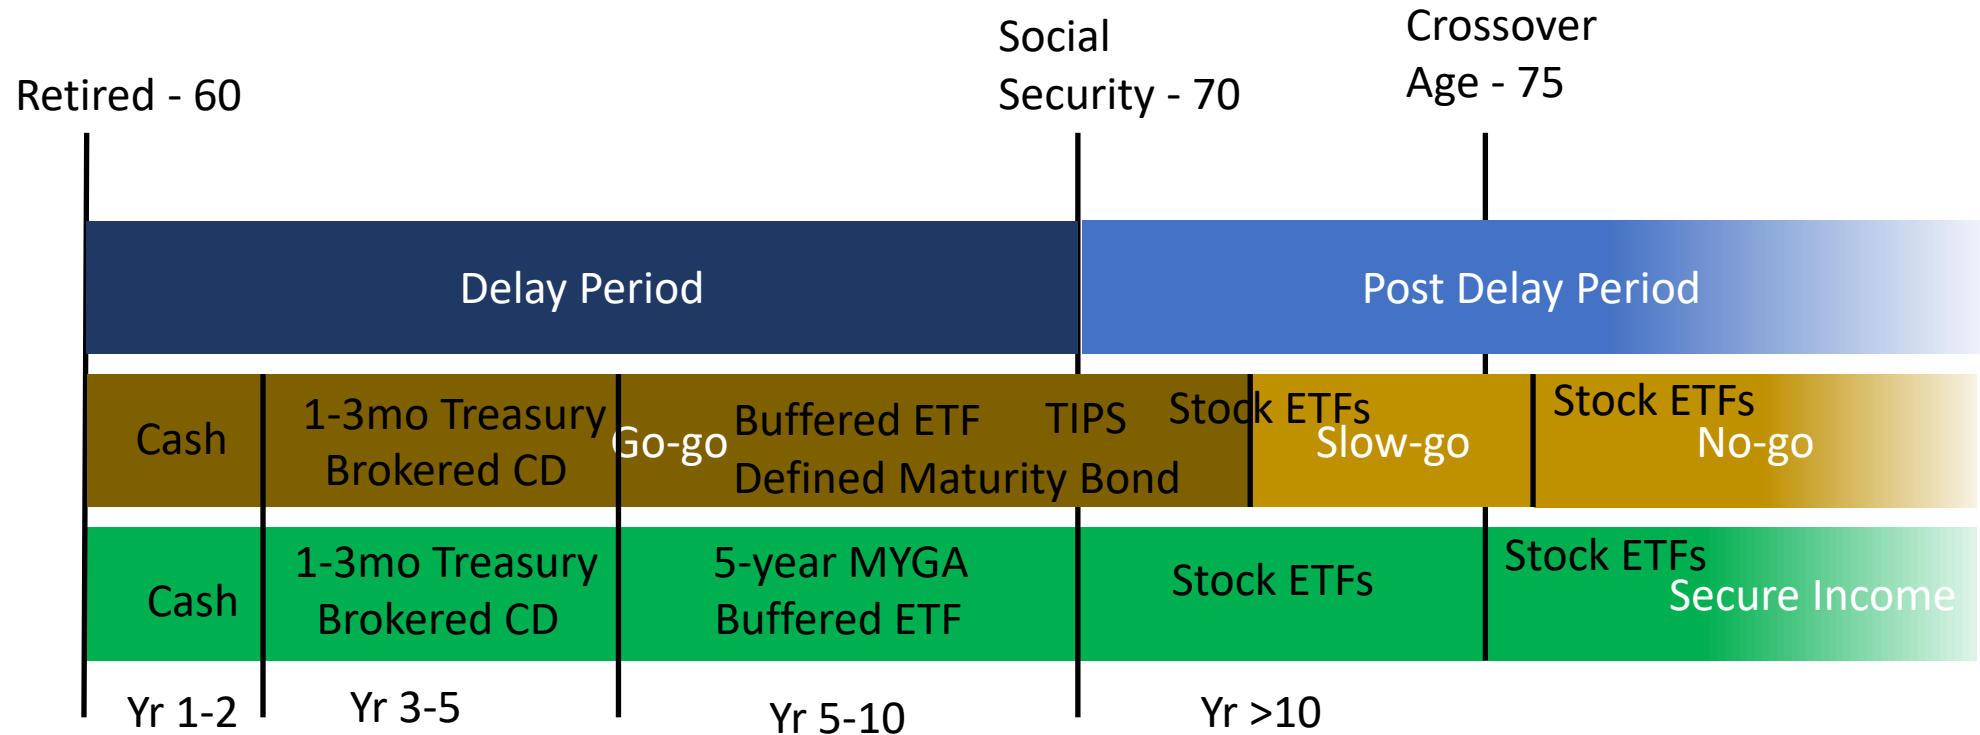 Retired - 60
Social
Security - 70
Crossover
Age - 75
Delay Period
Post Delay Period
Cash
1-3mo Treasury
Brokered CD
Go-go
Buffered ETF
TIPS
Defined Maturity Bond
Stock ETFs
Slow-go
Stock ETFs
No-go
Cash
1-3mo Treasury
Brokered CD
5-year MYGA
Buffered ETF
Stock ETFs
Stock ETFs
Secure Income
Yr 1-2
Yr 3-5
Yr 5-10
Yr >10